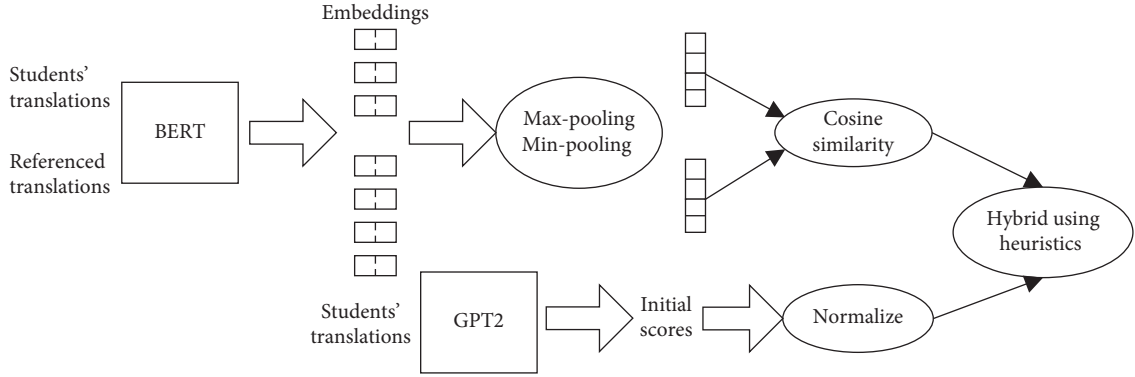 Embeddings
Students'
translations
BERT
Referenced
translations
Max-pooling
Min-pooling
Cosine
similarity
Hybrid using
heuristics
Students'
translations
GPT2
Initial
scores
Normalize